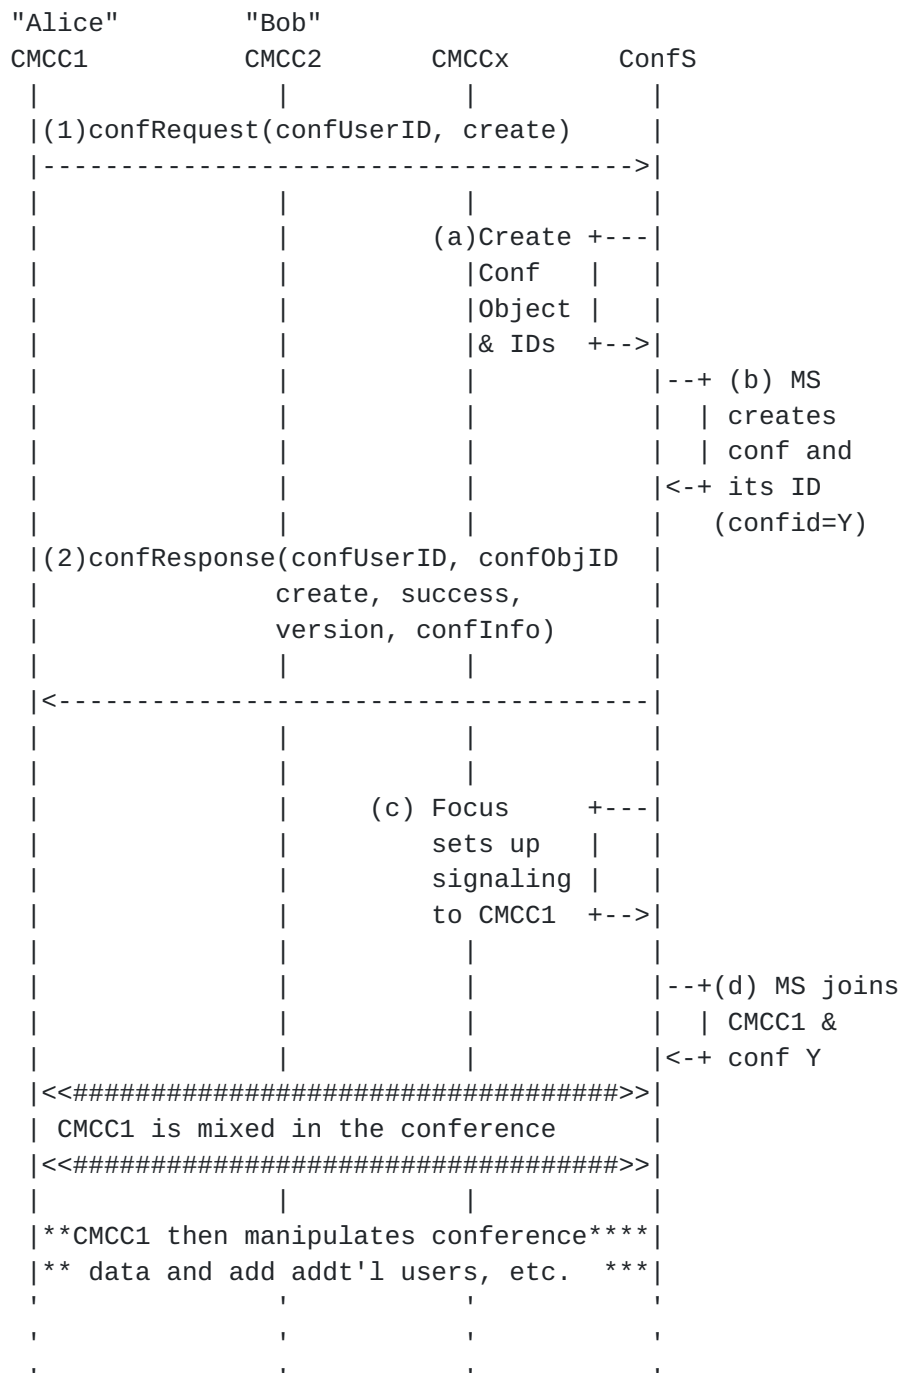 "Alice"        "Bob"
CMCC1          CMCC2       CMCCx       ConfS
 |               |           |           |
 |(1)confRequest(confUserID, create)     |
 |-------------------------------------->|
 |               |           |           |
 |               |         (a)Create +---|
 |               |           |Conf   |   |
 |               |           |Object |   |
 |               |           |& IDs  +-->|
 |               |           |           |--+ (b) MS
 |               |           |           |  | creates
 |               |           |           |  | conf and
 |               |           |           |<-+ its ID
 |               |           |           |   (confid=Y)
 |(2)confResponse(confUserID, confObjID  |
 |               create, success,        |
 |               version, confInfo)      |
 |               |           |           |
 |<--------------------------------------|
 |               |           |           |
 |               |           |           |
 |               |     (c) Focus     +---|
 |               |         sets up   |   |
 |               |         signaling |   |
 |               |         to CMCC1  +-->|
 |               |           |           |
 |               |           |           |--+(d) MS joins
 |               |           |           |  | CMCC1 &
 |               |           |           |<-+ conf Y
 |<<###################################>>|
 | CMCC1 is mixed in the conference      |
 |<<###################################>>|
 |               |           |           |
 |**CMCC1 then manipulates conference****|
 |** data and add addt'l users, etc.  ***|
 '               '           '           '
 '               '           '           '
 '               '           '           '